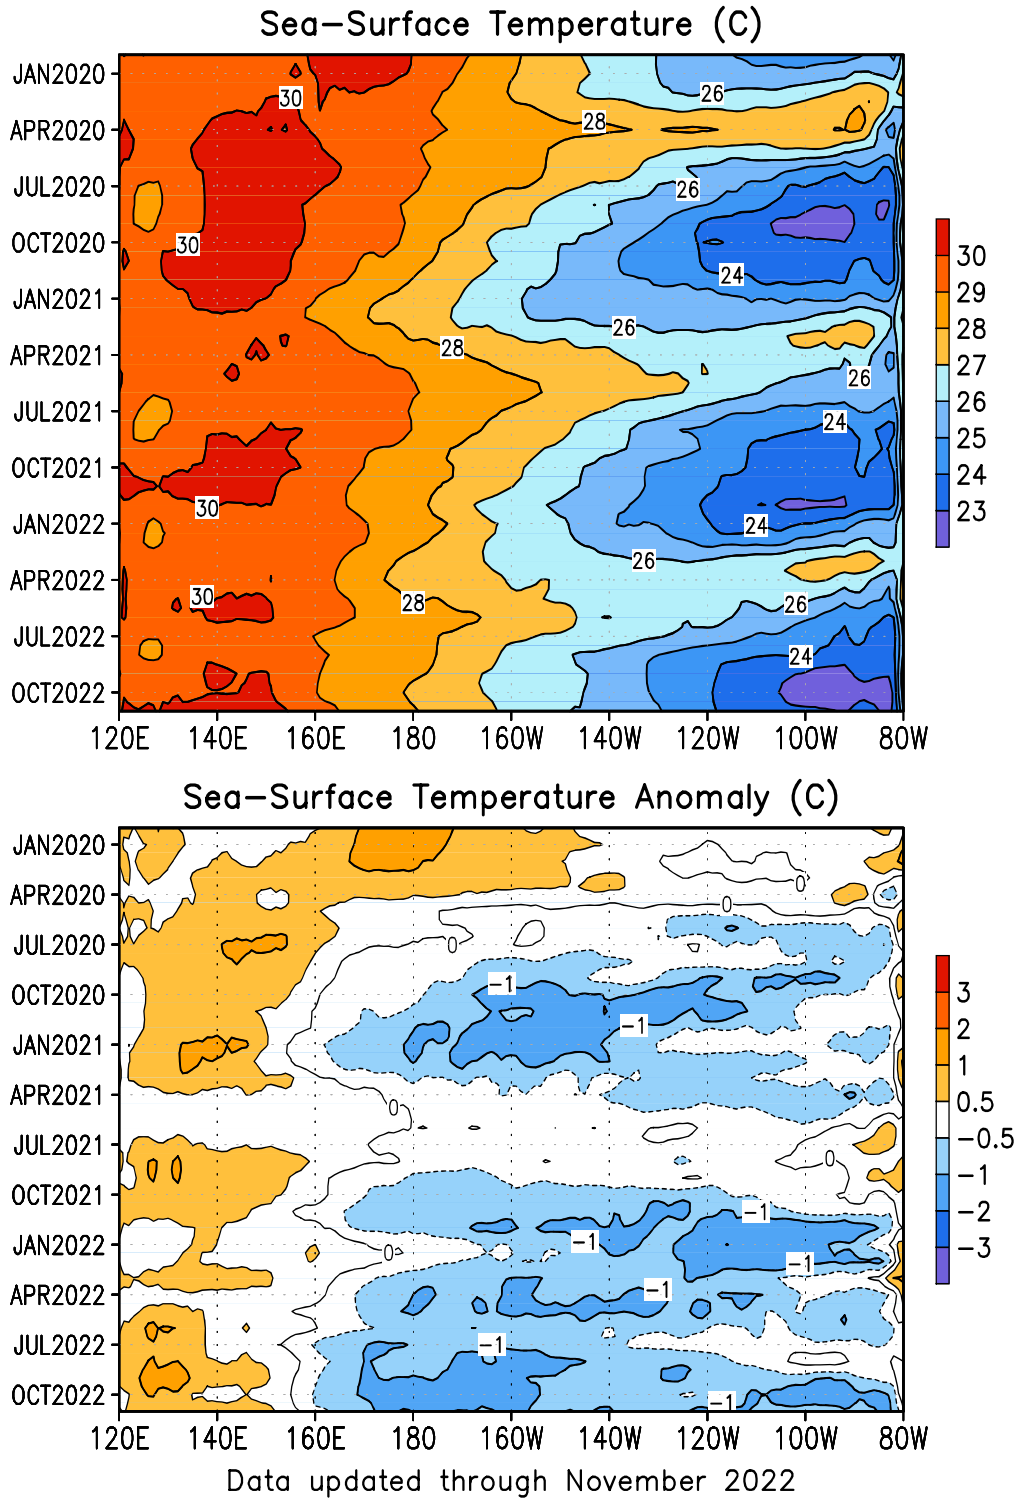 Sea-Surface Temperature (C)
JAN2020
APR2020
JUL2020
OCT2020
JAN2021
APR2021
JUL2021
OCT2021
JAN2022
APR2022
JUL2022
OCT2022
30
26
28
26
30
24
26
28
26
24
30
24
26
30
28
26
24
120E 140E 160E 180 160W 140W 120W 100W 80W
30
29
28
27
26
25
24
23
Sea-Surface Temperature Anomaly (C)
JAN2020
APR2020
JUL2020
OCT2020
JAN2021
APR2021
JUL2021
OCT2021
JAN2022
APR2022
JUL2022
OCT2022
0
0
0
-1
-1
0
0
-1
-1
0
-1
-1
-1
-1
120E 140E 160E 180 160W 140W 120W 100W 80W
3
2
1
0.5
-0.5
-1
-2
-3
Data updated through November 2022